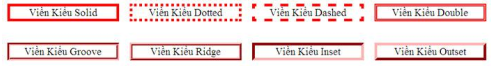 Viền Kiểu Solid
Viền Kiểu Dotted
Viền Kiểu Dashed
Viền Kiểu Double
Viền Kiểu Groove
Viền Kiểu Ridge
Viền Kiểu Inset
Viền Kiểu Outset